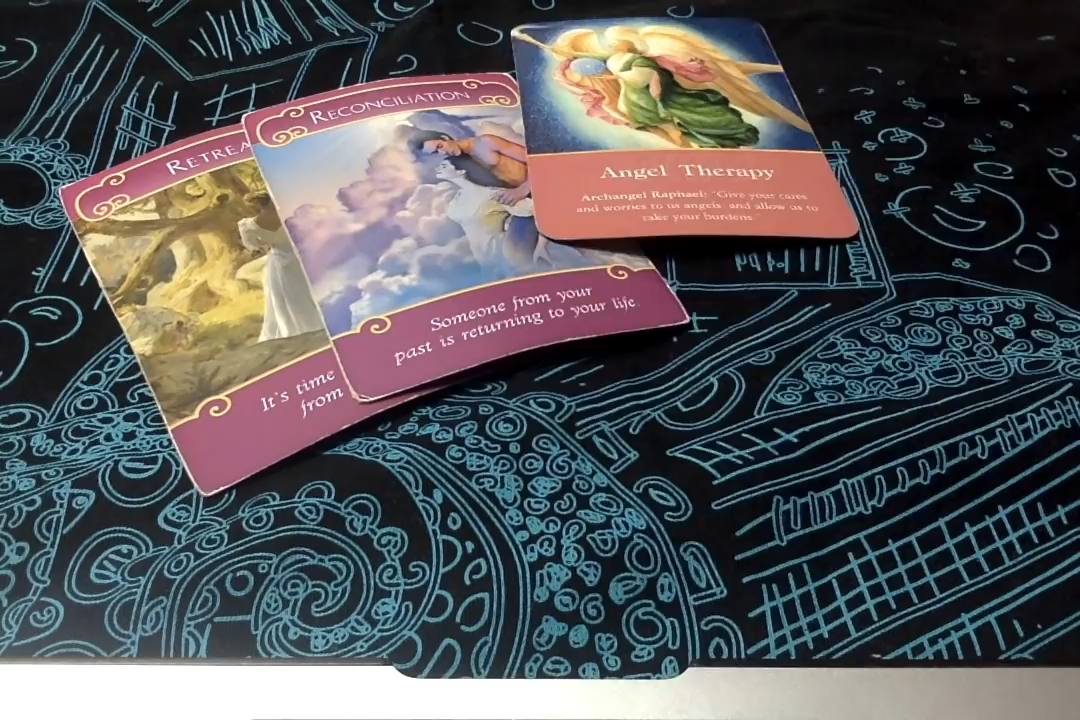 RETREA
It's time
from
RECONCILIATION
Someone from your
past is returning to your life.
Angel Therapy
Archangel Raphael: "Give your cares
and worries to us angels and allow us to
take your burdens"